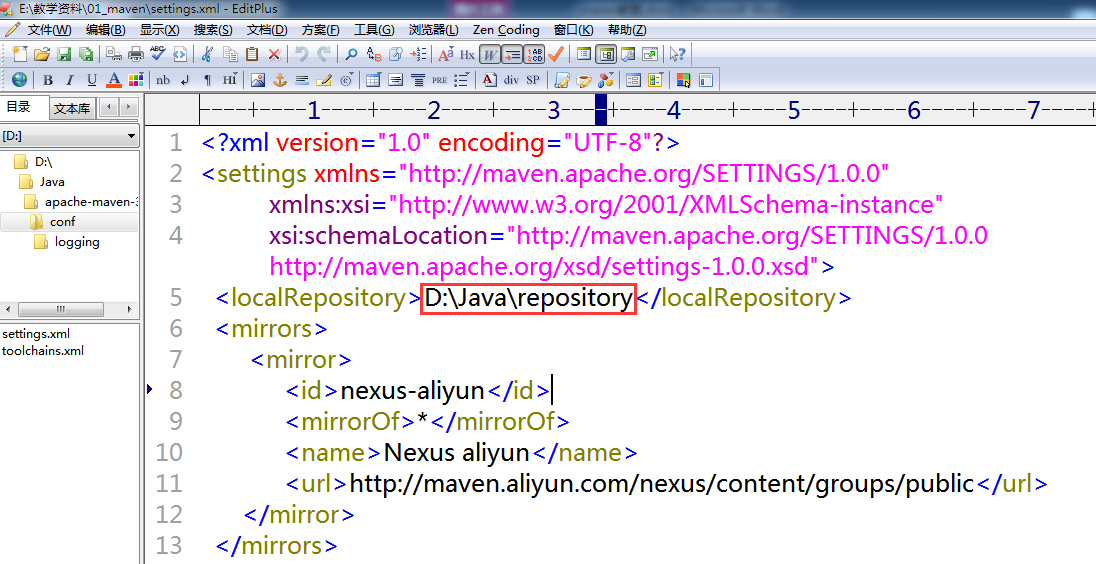 E:\教学资料\01_maven\settings.xml - EditPlus
文件(W) 编辑(B) 显示(X) 搜索(S) 文档(D) 方案(F) 工具(G) 浏览器(L) Zen Coding 窗口(K) 帮助(Z)
B I U A nb Hi div SP PRE
目录 文本库
1 2 3 4 5 6 7
[D:]
D:\
Java
apache-maven-3
conf
logging
settings.xml
toolchains.xml
1 <?xml version="1.0" encoding="UTF-8"?>
2 <settings xmlns="http://maven.apache.org/SETTINGS/1.0.0"
3 xmlns:xsi="http://www.w3.org/2001/XMLSchema-instance"
4 xsi:schemaLocation="http://maven.apache.org/SETTINGS/1.0.0
http://maven.apache.org/xsd/settings-1.0.0.xsd">
5 <localRepository>D:\Java\repository</localRepository>
6 <mirrors>
7 <mirror>
8 <id>nexus-aliyun</id>
9 <mirrorOf>*</mirrorOf>
10 <name>Nexus aliyun</name>
11 <url>http://maven.aliyun.com/nexus/content/groups/public</url>
12 </mirror>
13 </mirrors>